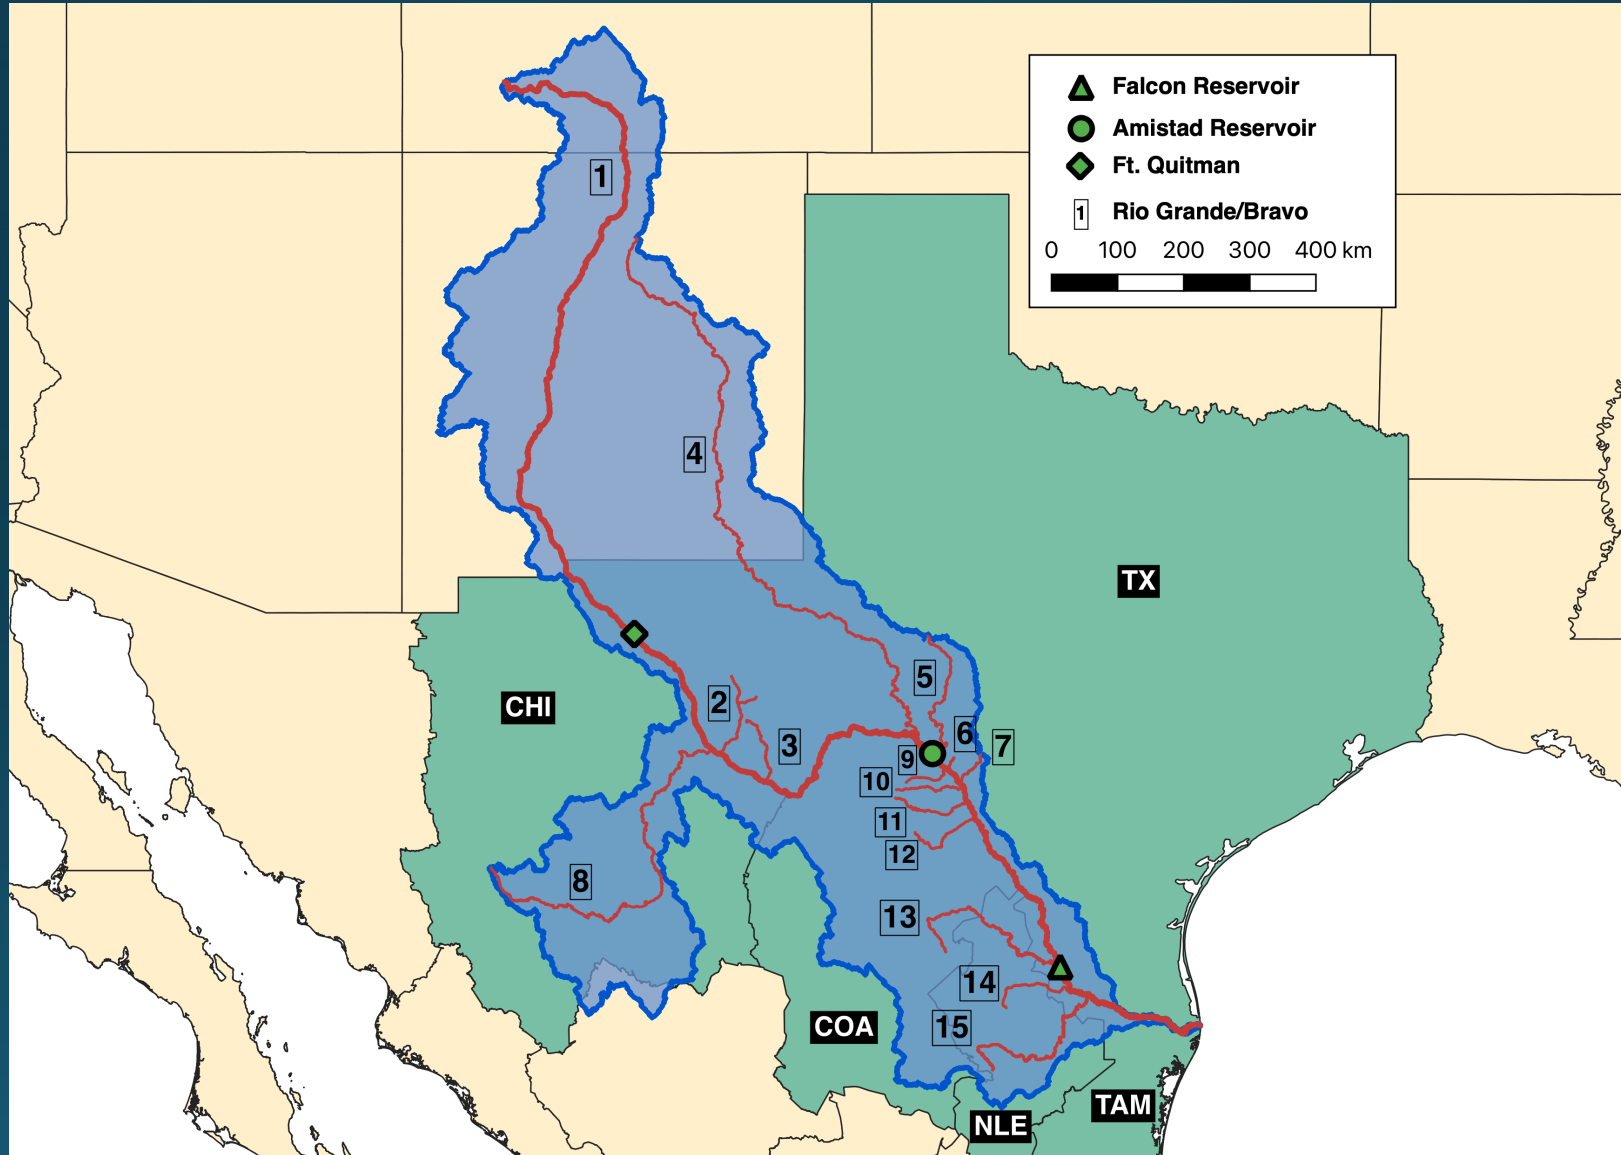 Falcon Reservoir
Amistad Reservoir
Ft. Quitman
1 Rio Grande/Bravo
0 100 200 300 400 km
1
4
TX
5
CHI
2
6
3
7
9
10
11
12
8
13
14
COA
15
TAM
NLE